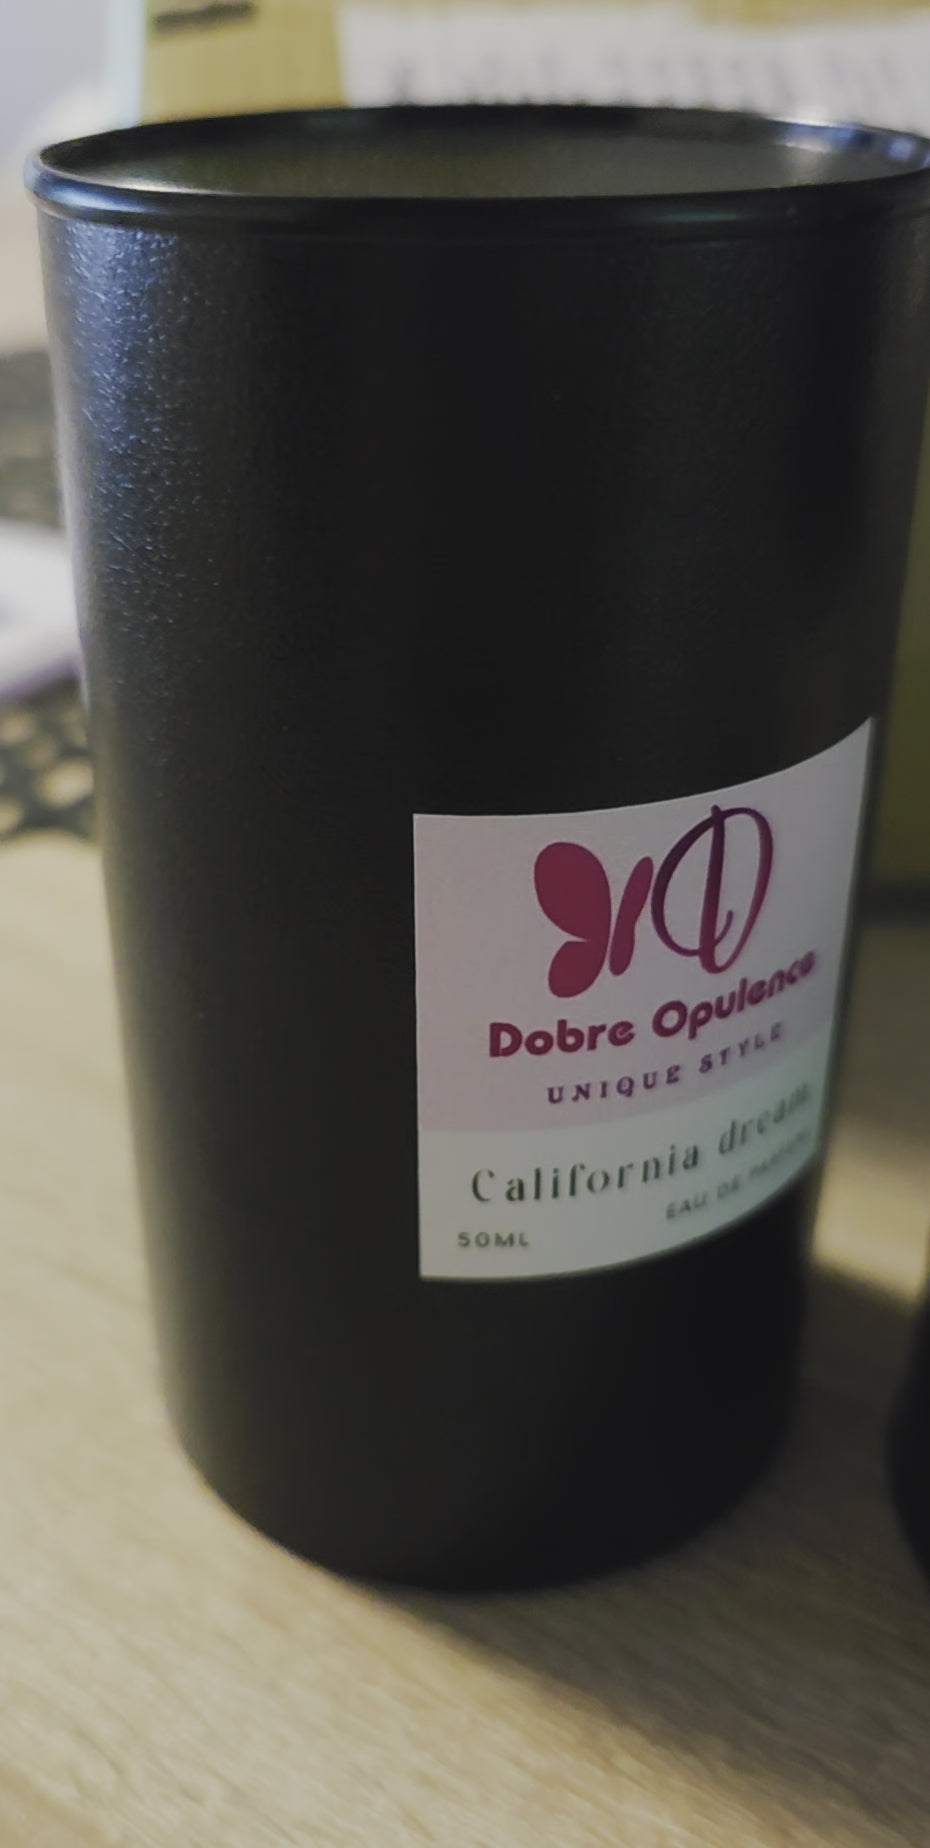 Dobre Opulence
UNIQUE STYLE
California dream
EAU DE PARFUM
50ML